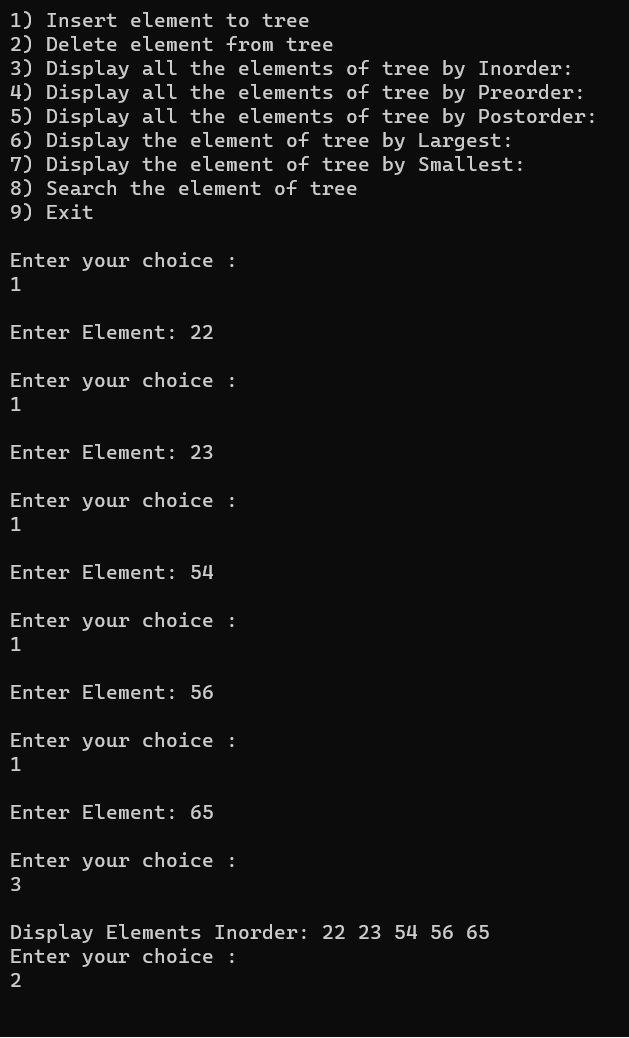 1) Insert element to tree
2) Delete element from tree
3) Display all the elements of tree by Inorder:
4) Display all the elements of tree by Preorder:
5) Display all the elements of tree by Postorder:
6) Display the element of tree by Largest:
7) Display the element of tree by Smallest:
8) Search the element of tree
9) Exit
Enter your choice :
1
Enter Element: 22
Enter your choice :
1
Enter Element: 23
Enter your choice :
1
Enter Element: 54
Enter your choice :
1
Enter Element: 56
Enter your choice :
1
Enter Element: 65
Enter your choice :
3
Display Elements Inorder: 22 23 54 56 65
Enter your choice :
2